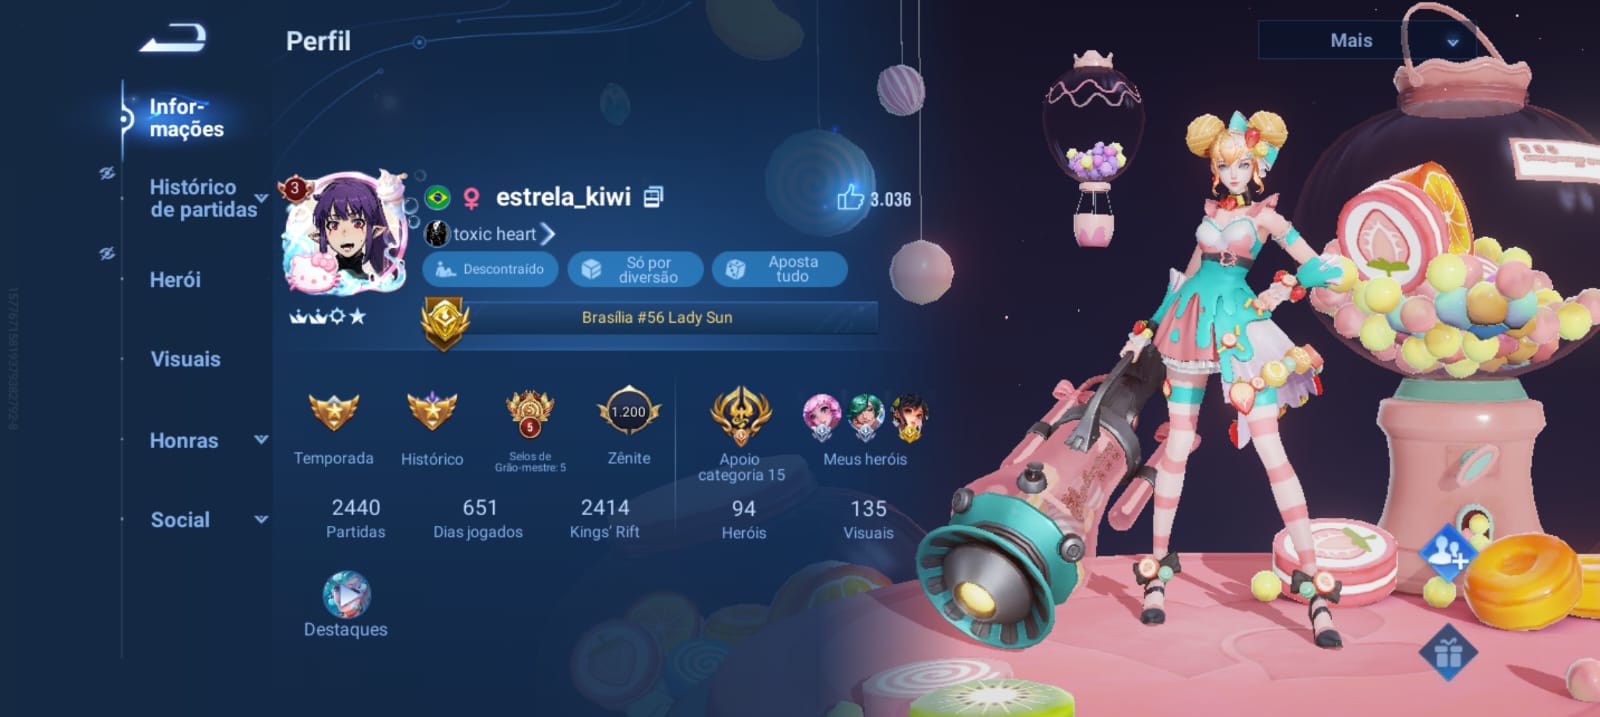 Perfil
Mais
Infor-
mações
Histórico
de partidas
Herói
Visuais
Honras
Social
3
estrela_kiwi
3.036
toxic heart
Descontraído
Só por
diversão
Aposta
tudo
Brasília #56 Lady Sun
Temporada
Histórico
5
Selos de
Grão-mestre: 5
1.200
Zênite
Apoio
categoria 15
Meus heróis
2440
Partidas
651
Dias jogados
2414
Kings' Rift
94
Heróis
135
Visuais
Destaques